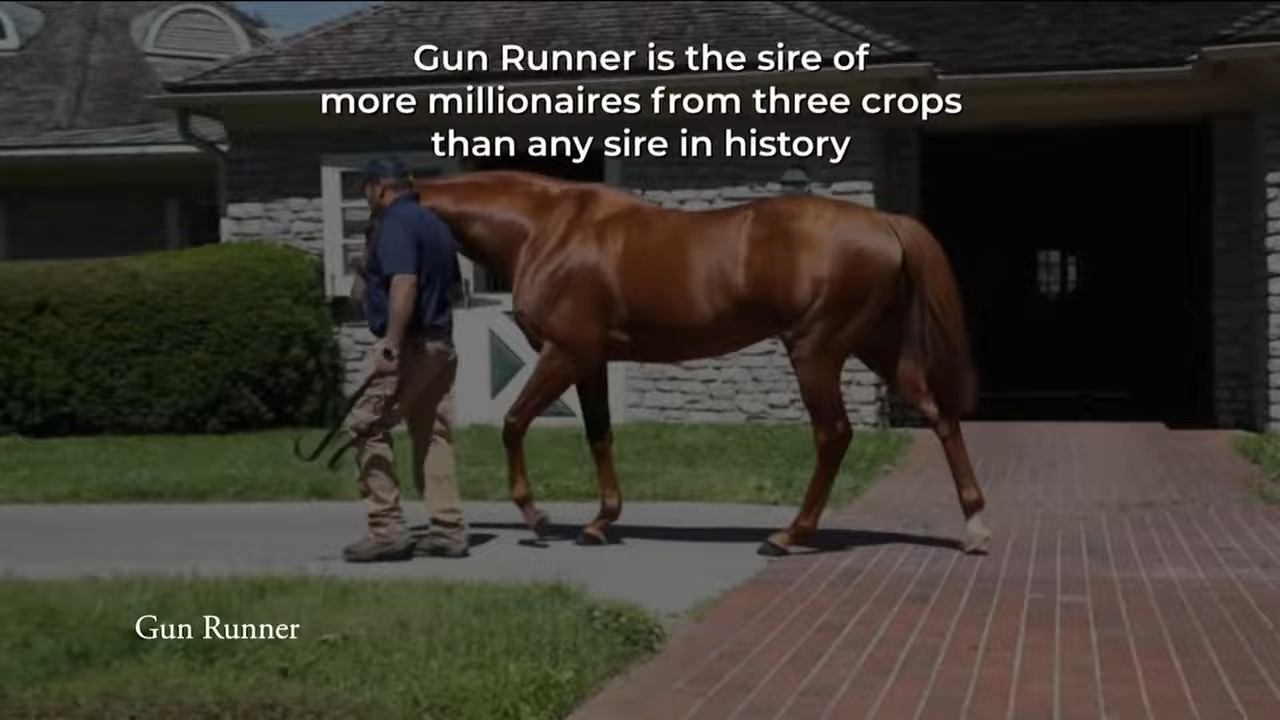 Gun Runner is the sire of
more millionaires from three crops
than any sire in history
Gun Runner